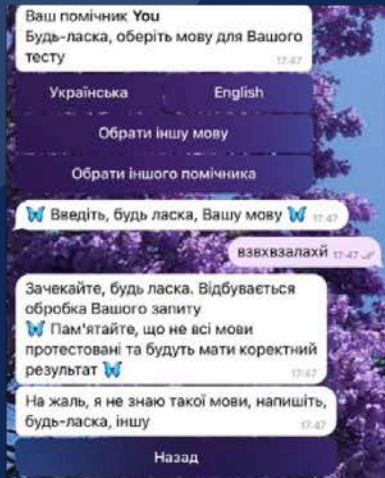 Ваш помічник You
Будь-ласка, оберіть мову для Вашого
тесту
17:47
Українська
English
Обрати іншу мову
Обрати іншого помічника
🦋 Введіть, будь ласка, Вашу мову 🦋 17:47
взвхвзалахй 17:47
Зачекайте, будь ласка. Відбувається
обробка Вашого запиту
🦋 Пам'ятайте, що не всі мови
протестовані та будуть мати коректний
результат 🦋
17:47
На жаль, я не знаю такої мови, напишіть,
будь-ласка, іншу
17:47
Назад